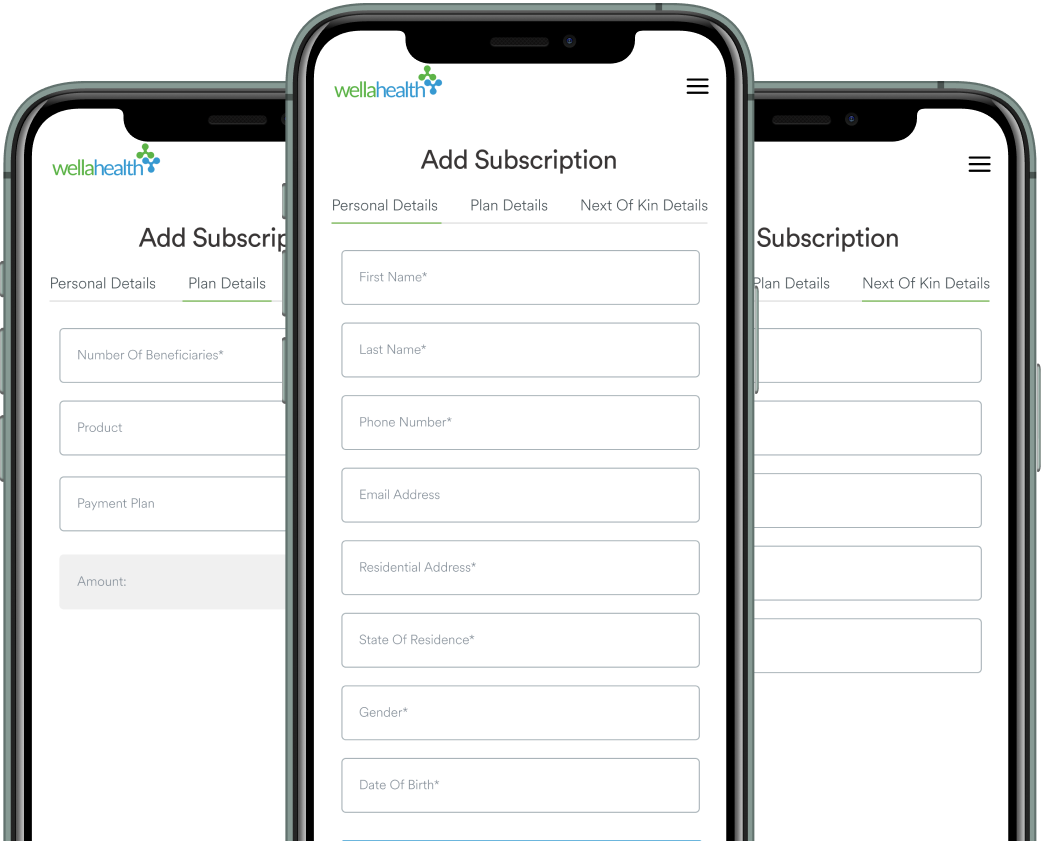 wellahealth
Add Subscrip
Personal Details
Plan Details
Number Of Beneficiaries*
Product
Payment Plan
Amount:
wellahealth
Add Subscription
Personal Details
Plan Details
Next Of Kin Details
First Name*
Last Name*
Phone Number*
Email Address
Residential Address*
State Of Residence*
Gender*
Date Of Birth*
Subscription
Plan Details
Next Of Kin Details